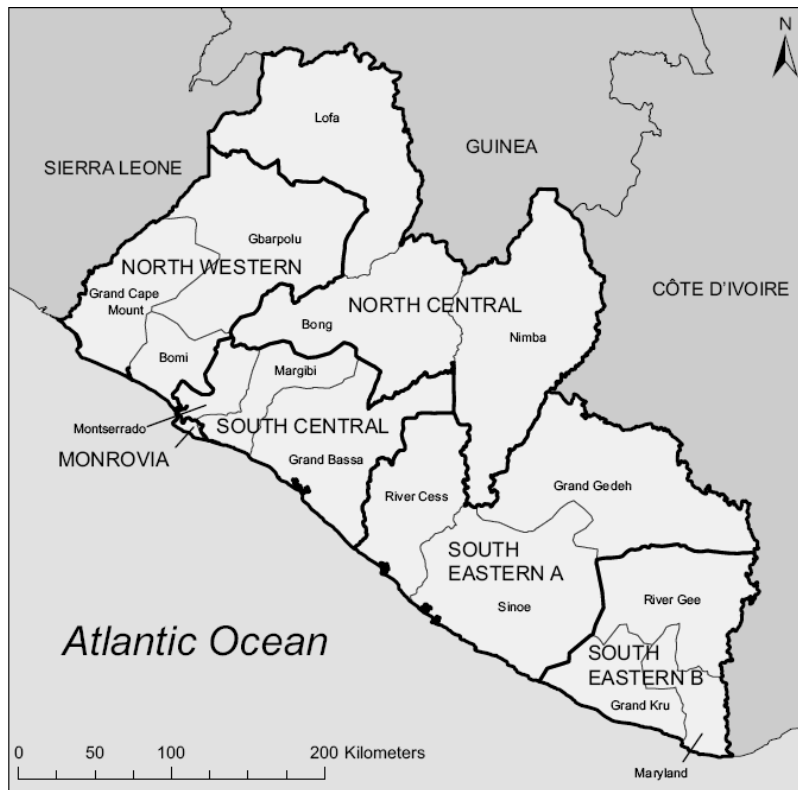 N
Lofa
GUINEA
SIERRA LEONE
Gbarpolu
NORTH WESTERN
CÔTE D'IVOIRE
Grand Cape
Mount
NORTH CENTRAL
Bong
Nimba
Bomi
Margibi
Montserrado
SOUTH CENTRAL
MONROVIA
Grand Bassa
Grand Gedeh
River Cess
SOUTH
EASTERN A
River Gee
Sinoe
Atlantic Ocean
SOUTH
EASTERN B
Grand Kru
0 50 100 200 Kilometers
Maryland